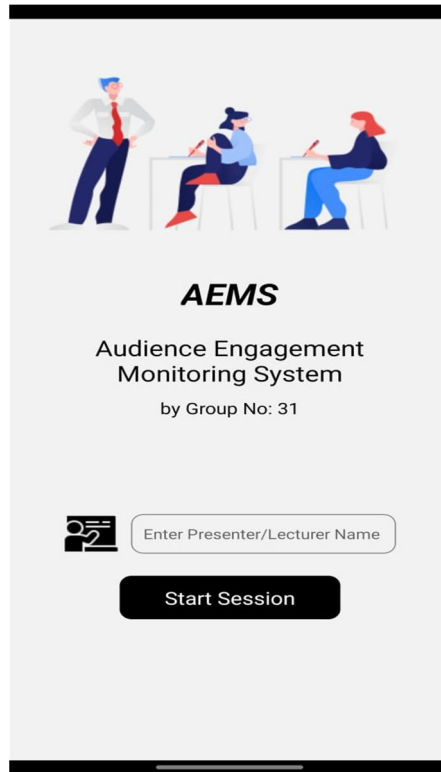 AEMS
Audience Engagement
Monitoring System
by Group No: 31
Enter Presenter/Lecturer Name
Start Session